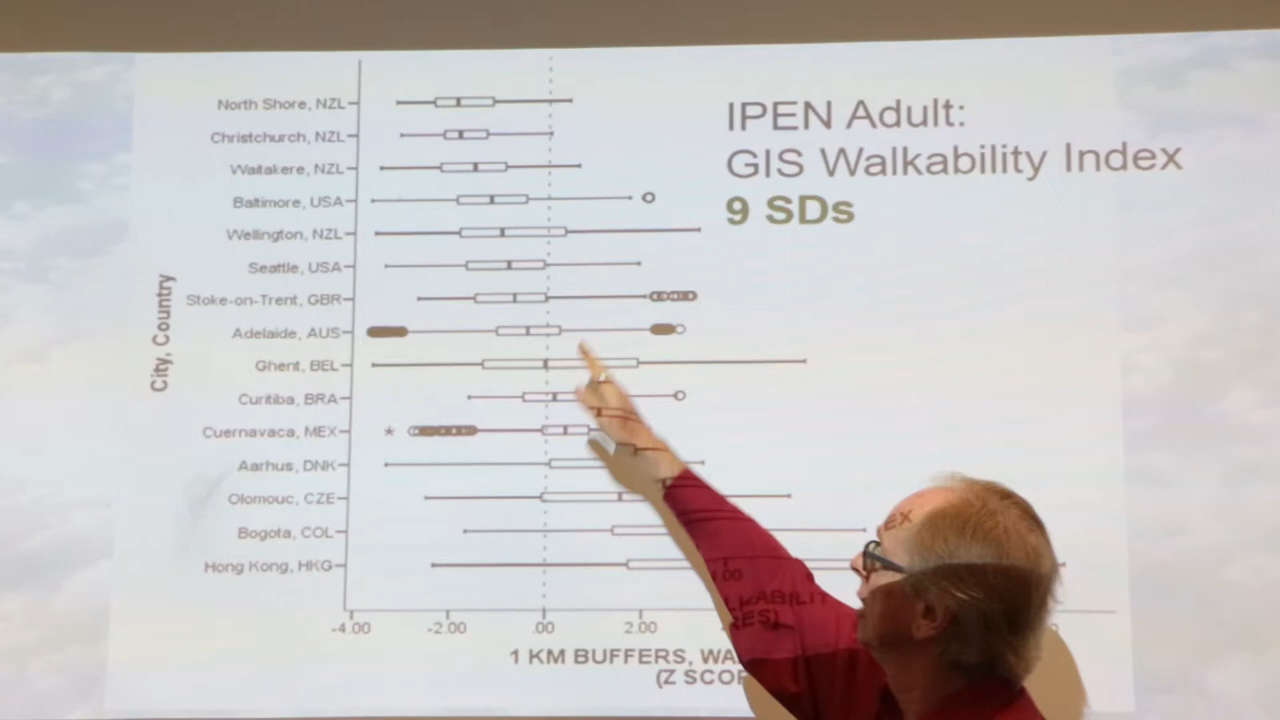 IPEN Adult:
GIS Walkability Index
9 SDs
City, Country
North Shore, NZL
Christchurch, NZL
Waitakere, NZL
Baltimore, USA
Wellington, NZL
Seattle, USA
Stoke-on-Trent, GBR
Adelaide, AUS
Ghent, BEL
Curitiba, BRA
Cuernavaca, MEX
Aarhus, DNK
Olomouc, CZE
Bogota, COL
Hong Kong, HKG
-4.00 -2.00 .00 2.00
1 KM BUFFERS,
(Z